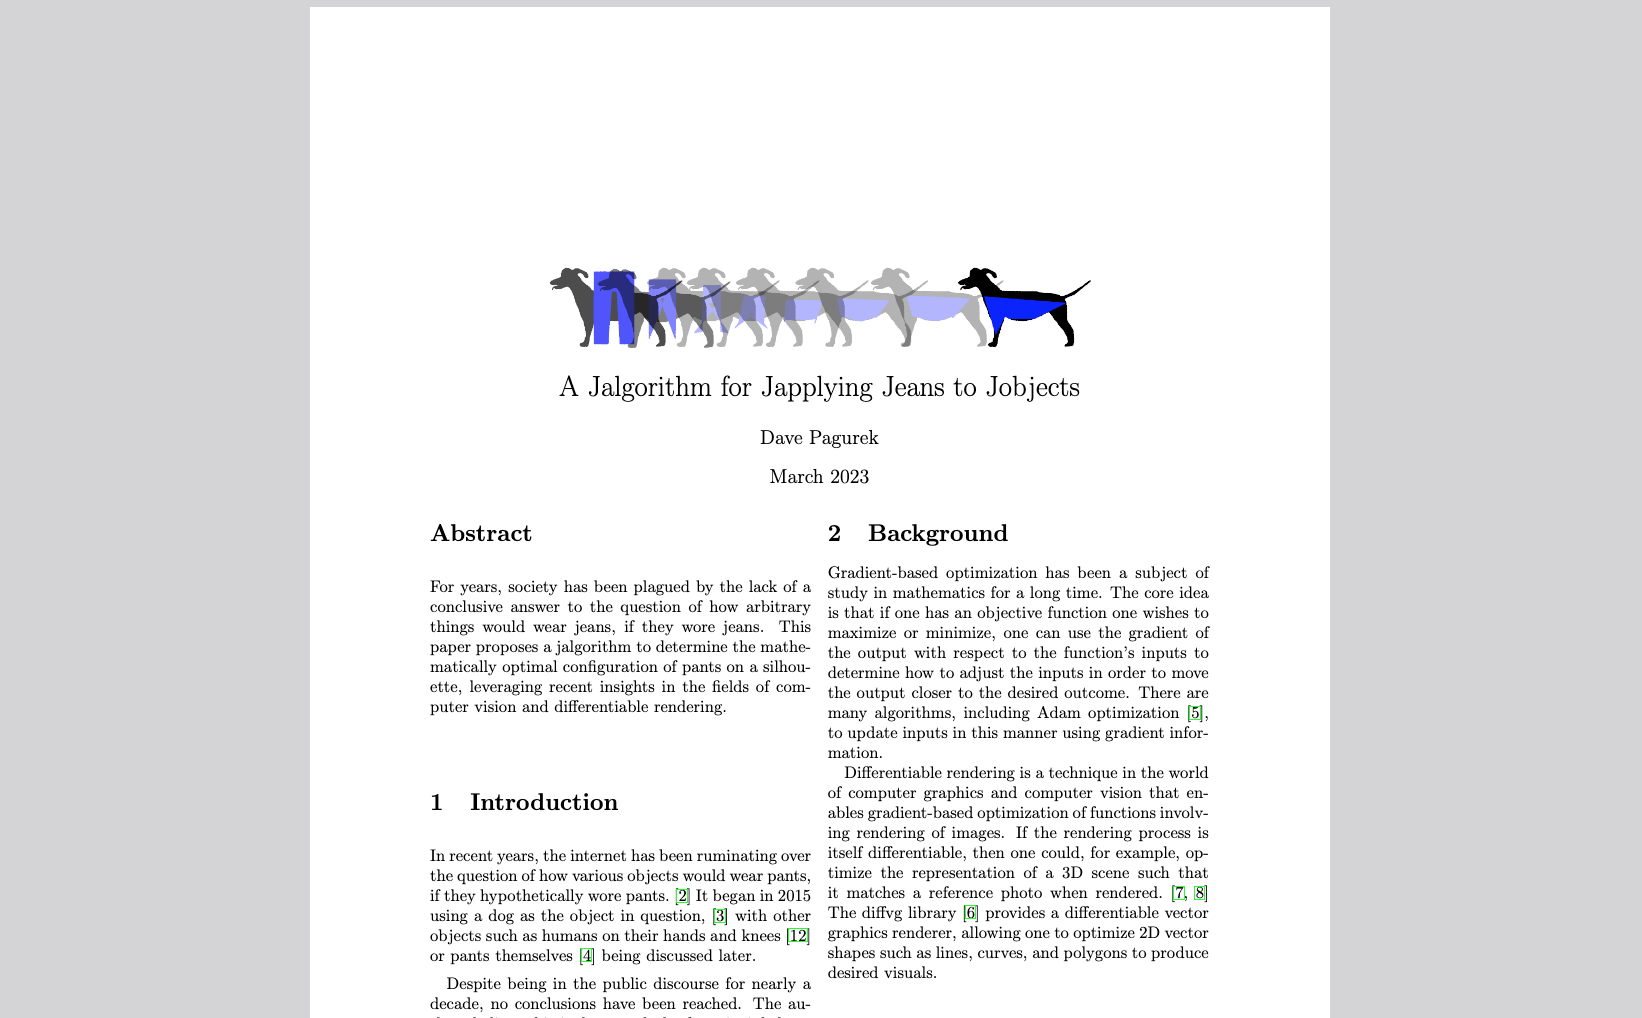 A Jalgorithm for Japplying Jeans to Jobjects
Dave Pagurek
March 2023
Abstract
For years, society has been plagued by the lack of a
conclusive answer to the question of how arbitrary
things would wear jeans, if they wore jeans. This
paper proposes a jalgorithm to determine the mathe-
matically optimal configuration of pants on a silhou-
ette, leveraging recent insights in the fields of com-
puter vision and differentiable rendering.
1 Introduction
In recent years, the internet has been ruminating over
the question of how various objects would wear pants,
if they hypothetically wore pants. [2] It began in 2015
using a dog as the object in question, [3] with other
objects such as humans on their hands and knees [12]
or pants themselves [4] being discussed later.
Despite being in the public discourse for nearly a
decade, no conclusions have been reached. The au-
2 Background
Gradient-based optimization has been a subject of
study in mathematics for a long time. The core idea
is that if one has an objective function one wishes to
maximize or minimize, one can use the gradient of
the output with respect to the function's inputs to
determine how to adjust the inputs in order to move
the output closer to the desired outcome. There are
many algorithms, including Adam optimization [5],
to update inputs in this manner using gradient infor-
mation.
Differentiable rendering is a technique in the world
of computer graphics and computer vision that en-
ables gradient-based optimization of functions involv-
ing rendering of images. If the rendering process is
itself differentiable, then one could, for example, op-
timize the representation of a 3D scene such that
it matches a reference photo when rendered. [7, 8]
The diffvg library [6] provides a differentiable vector
graphics renderer, allowing one to optimize 2D vector
shapes such as lines, curves, and polygons to produce
desired visuals.